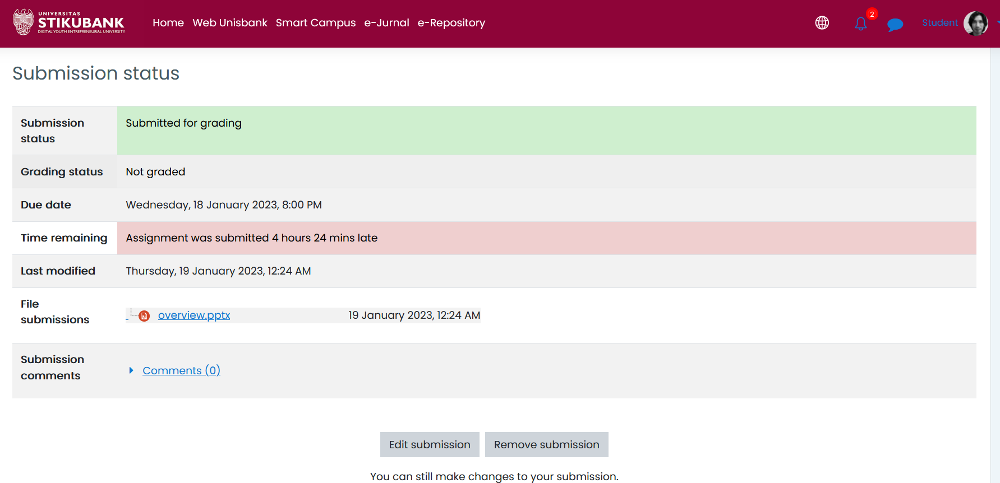 UNIVERSITAS
STIKUBANK
DIGITAL YOUTH ENTREPRENEURIAL UNIVERSITY
Home Web Unisbank Smart Campus e-Jurnal e-Repository
2
Student
Submission status
Submission status Submitted for grading
Grading status Not graded
Due date Wednesday, 18 January 2023, 8:00 PM
Time remaining Assignment was submitted 4 hours 24 mins late
Last modified Thursday, 19 January 2023, 12:24 AM
File submissions overview.pptx 19 January 2023, 12:24 AM
Submission comments Comments (0)
Edit submission Remove submission
You can still make changes to your submission.